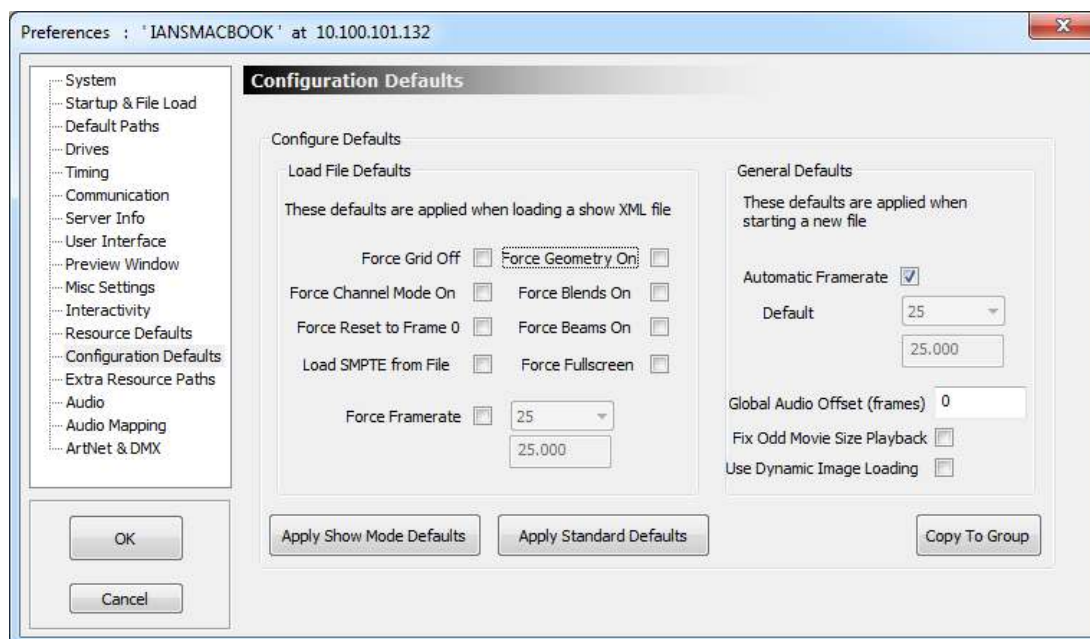 Preferences : ' IANSMACBOOK ' at 10.100.101.132
System
Startup & File Load
Default Paths
Drives
Timing
Communication
Server Info
User Interface
Preview Window
Misc Settings
Interactivity
Resource Defaults
Configuration Defaults
Extra Resource Paths
Audio
Audio Mapping
ArtNet & DMX
OK
Cancel
Configuration Defaults
Configure Defaults
Load File Defaults
These defaults are applied when loading a show XML file
Force Grid Off
Force Geometry On
Force Channel Mode On
Force Blends On
Force Reset to Frame 0
Force Beams On
Load SMPTE from File
Force Fullscreen
Force Framerate
25
25.000
General Defaults
These defaults are applied when
starting a new file
Automatic Framerate
Default
25
25.000
Global Audio Offset (frames)
0
Fix Odd Movie Size Playback
Use Dynamic Image Loading
Apply Show Mode Defaults
Apply Standard Defaults
Copy To Group